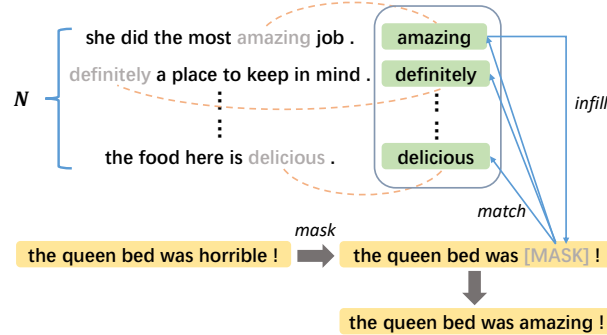 she did the most amazing job .
amazing
definitely a place to keep in mind .
definitely
N
infill
the food here is delicious .
delicious
match
mask
the queen bed was horrible !
the queen bed was [MASK] !
the queen bed was amazing !